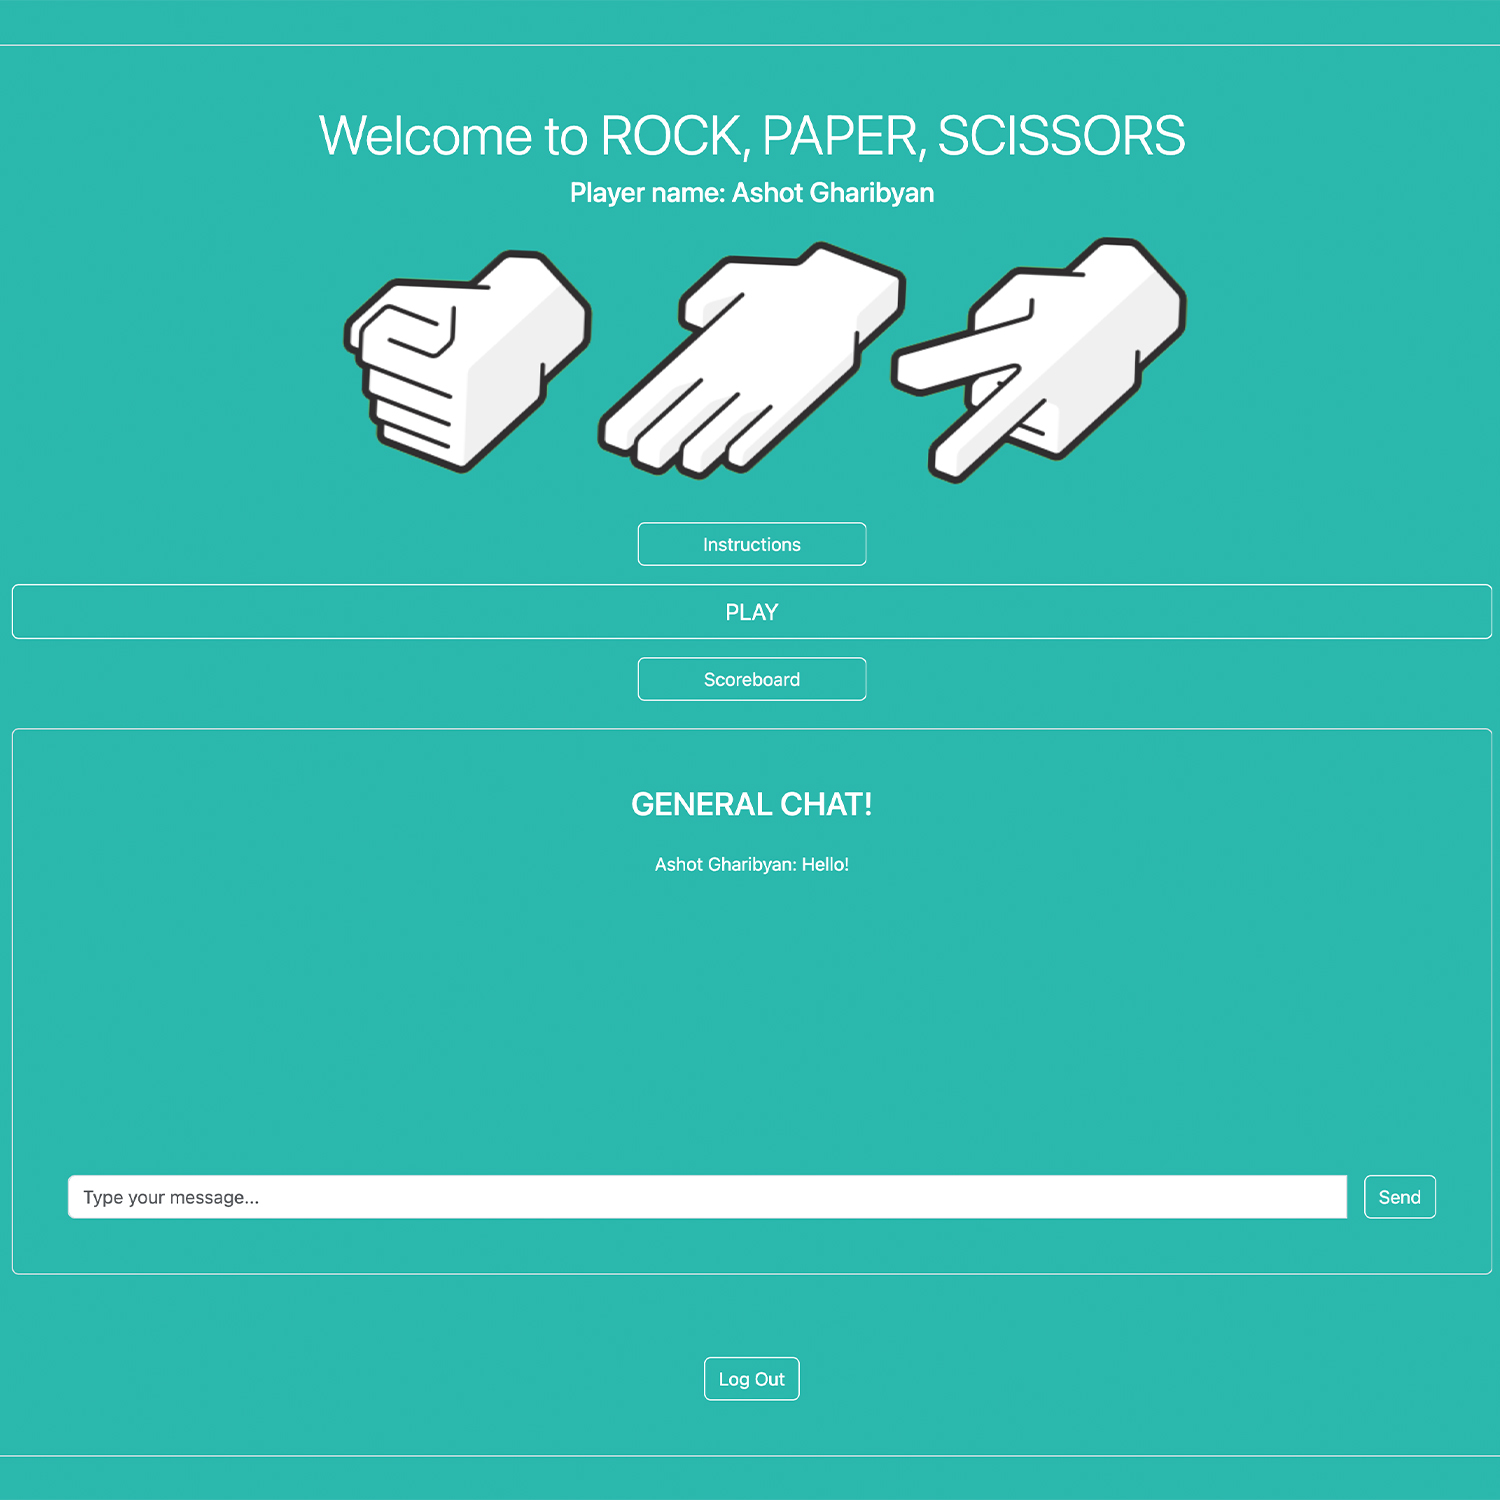 Welcome to ROCK, PAPER, SCISSORS
Player name: Ashot Gharibyan
Instructions
PLAY
Scoreboard
GENERAL CHAT!
Ashot Gharibyan: Hello!
Type your message...
Send
Log Out